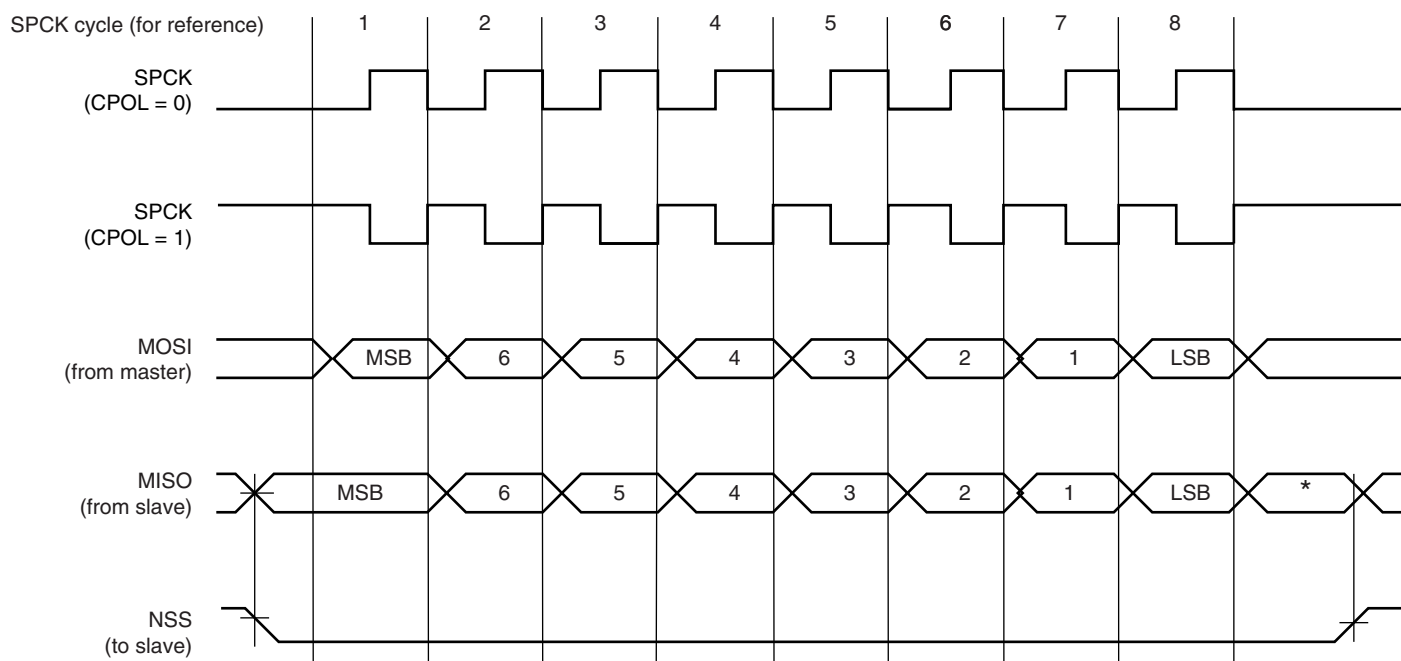 SPCK cycle (for reference) 1 2 3 4 5 6 7 8
SPCK
(CPOL = 0)
SPCK
(CPOL = 1)
MOSI
(from master)
MSB 6 5 4 3 2 1 LSB
MISO
(from slave)
MSB 6 5 4 3 2 1 LSB *
NSS
(to slave)